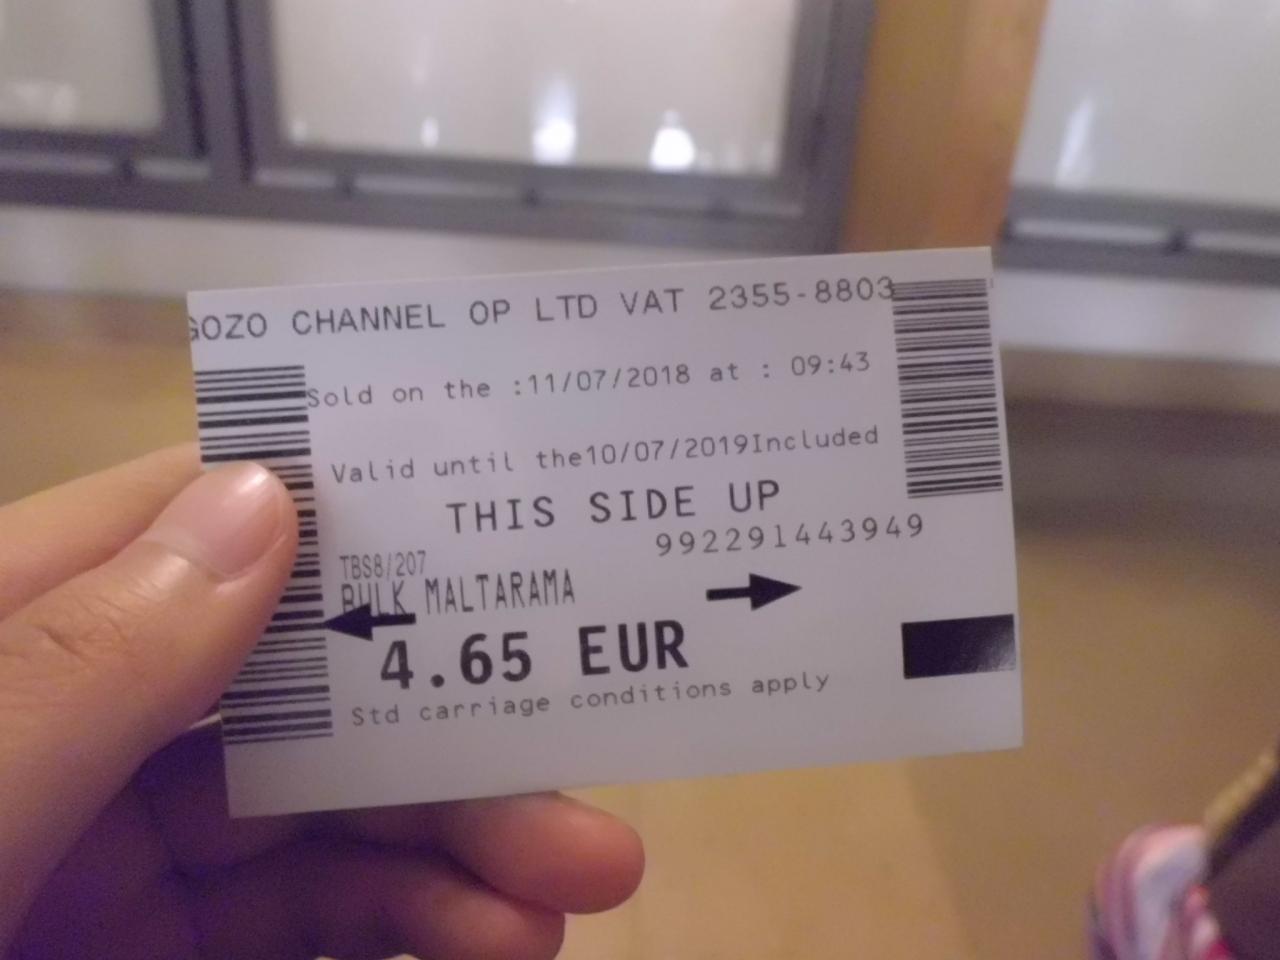 GOZO CHANNEL OP LTD VAT 2355-8803
Sold on the :11/07/2018 at : 09:43
Valid until the10/07/2019Included
THIS SIDE UP
992291443949
TBS8/207
BULK MALTARAMA
4.65 EUR
Std carriage conditions apply